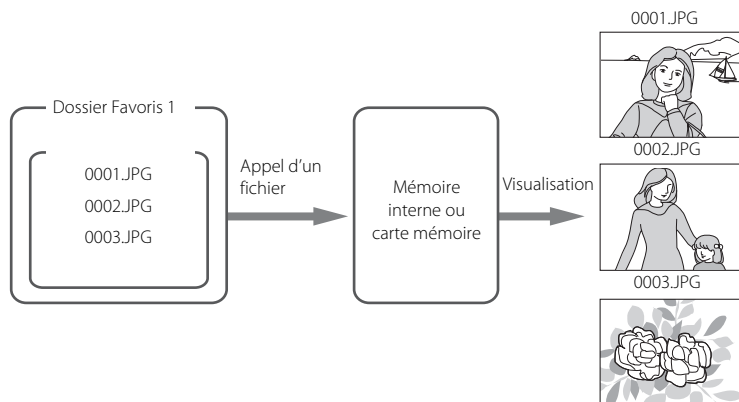 Dossier Favoris 1
0001.JPG
0002.JPG
0003.JPG
Appel d'un
fichier
Mémoire
interne ou
carte mémoire
Visualisation
0001.JPG
0002.JPG
0003.JPG